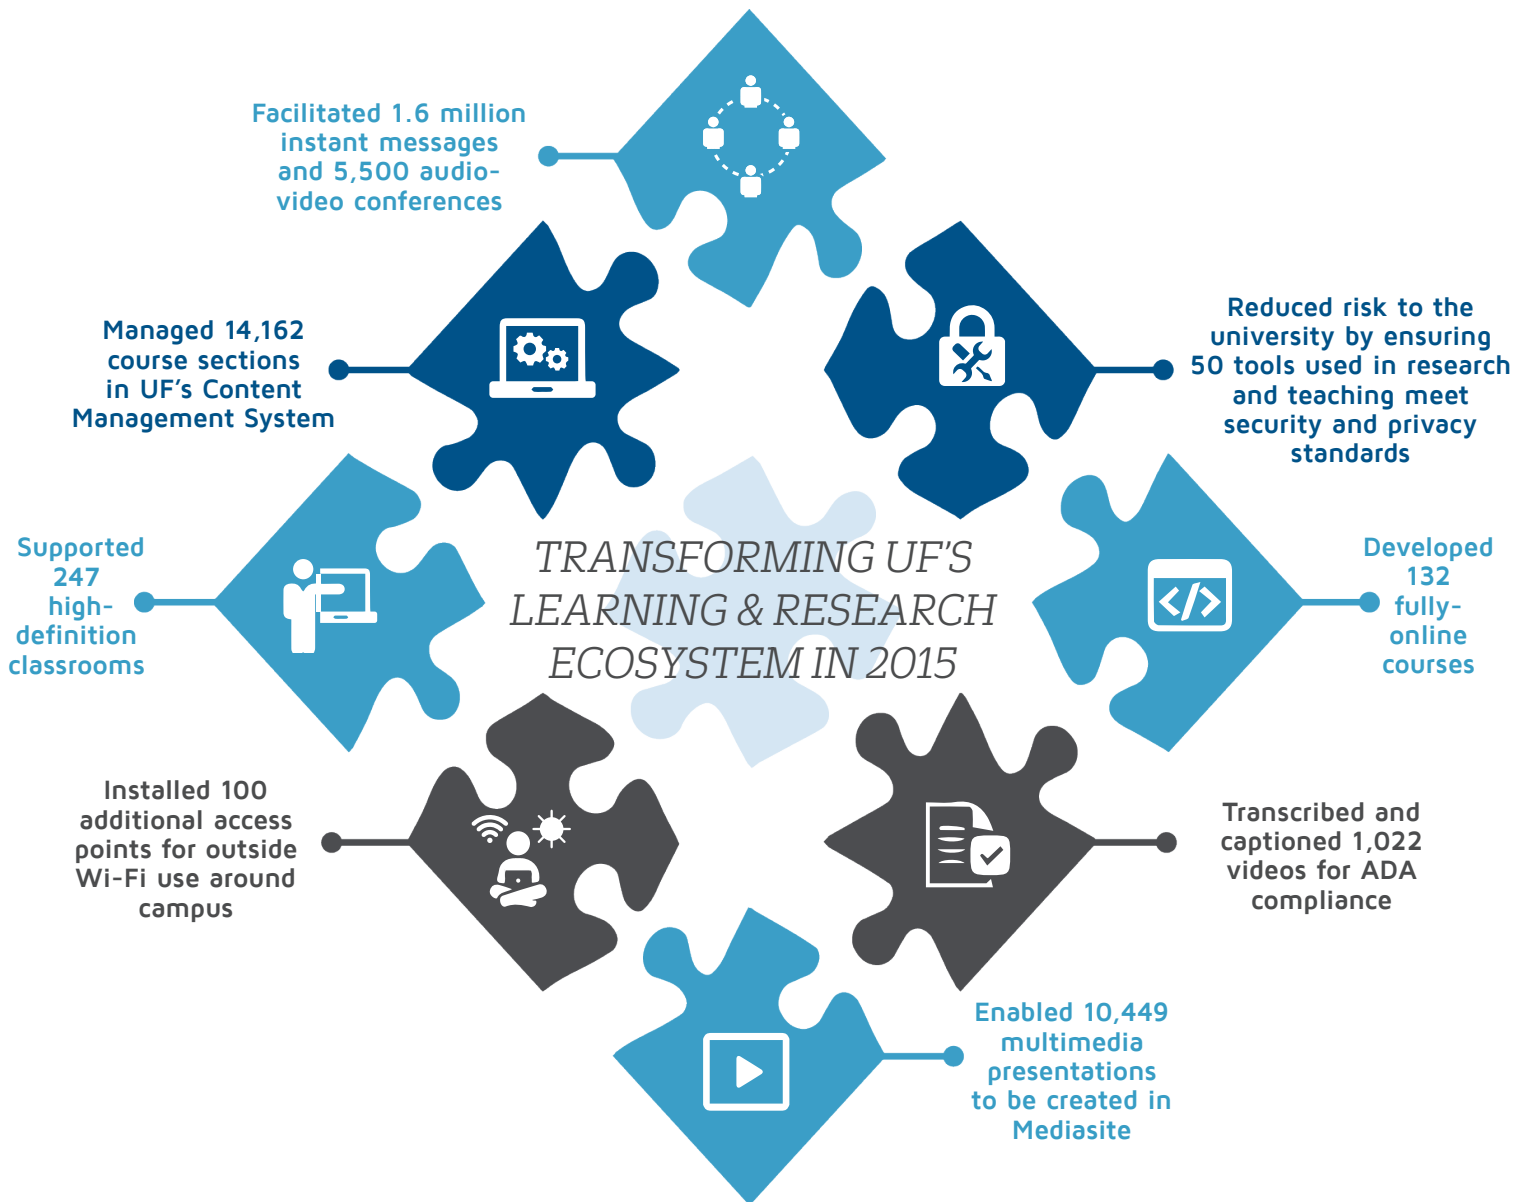 Facilitated 1.6 million
instant messages
and 5,500 audio-
video conferences
Managed 14,162
course sections
in UF's Content
Management System
Reduced risk to the
university by ensuring
50 tools used in research
and teaching meet
security and privacy
standards
Supported
247
high-
definition
classrooms
TRANSFORMING UF'S
LEARNING & RESEARCH
ECOSYSTEM IN 2015
Developed
132
fully-
online
courses
Installed 100
additional access
points for outside
Wi-Fi use around
campus
Transcribed and
captioned 1,022
videos for ADA
compliance
Enabled 10,449
multimedia
presentations
to be created in
Mediasite